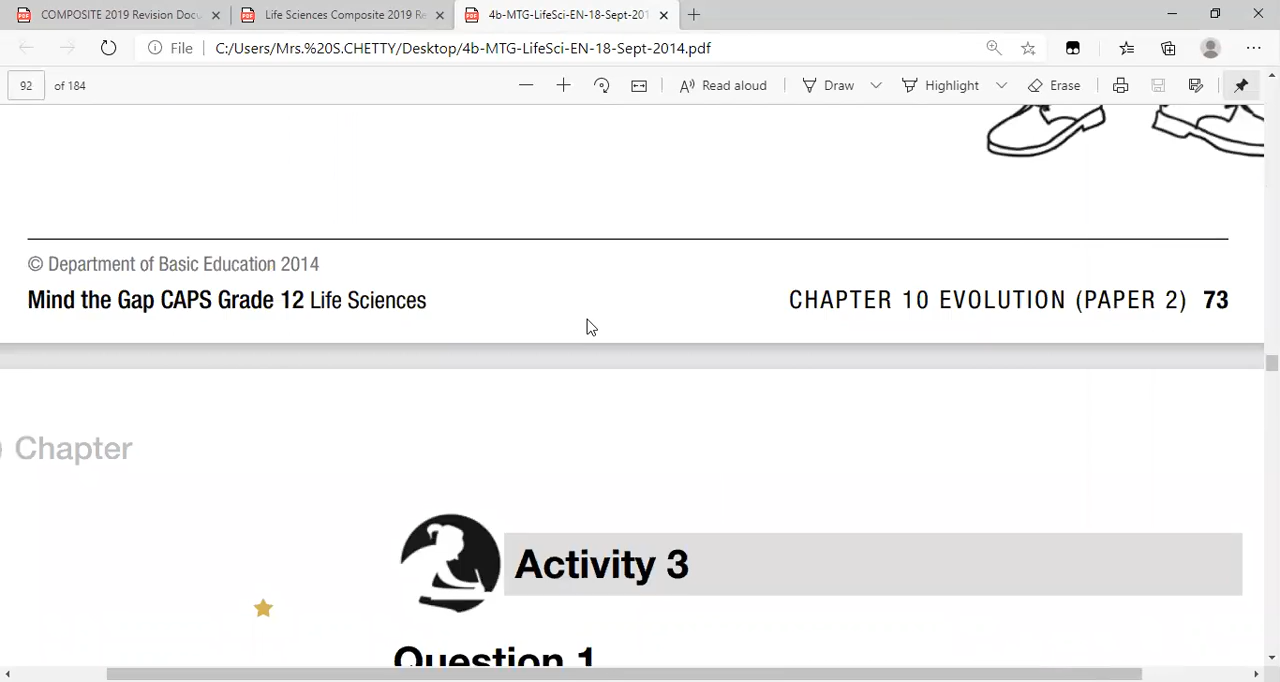 COMPOSITE 2019 Revision Docu
Life Sciences Composite 2019 Re
4b-MTG-LifeSci-EN-18-Sept-201
File
C:/Users/Mrs.%20S.CHETTY/Desktop/4b-MTG-LifeSci-EN-18-Sept-2014.pdf
92 of 184
Read aloud
Draw
Highlight
Erase
© Department of Basic Education 2014
Mind the Gap CAPS Grade 12 Life Sciences
CHAPTER 10 EVOLUTION (PAPER 2) 73
Chapter
Activity 3
Question 1